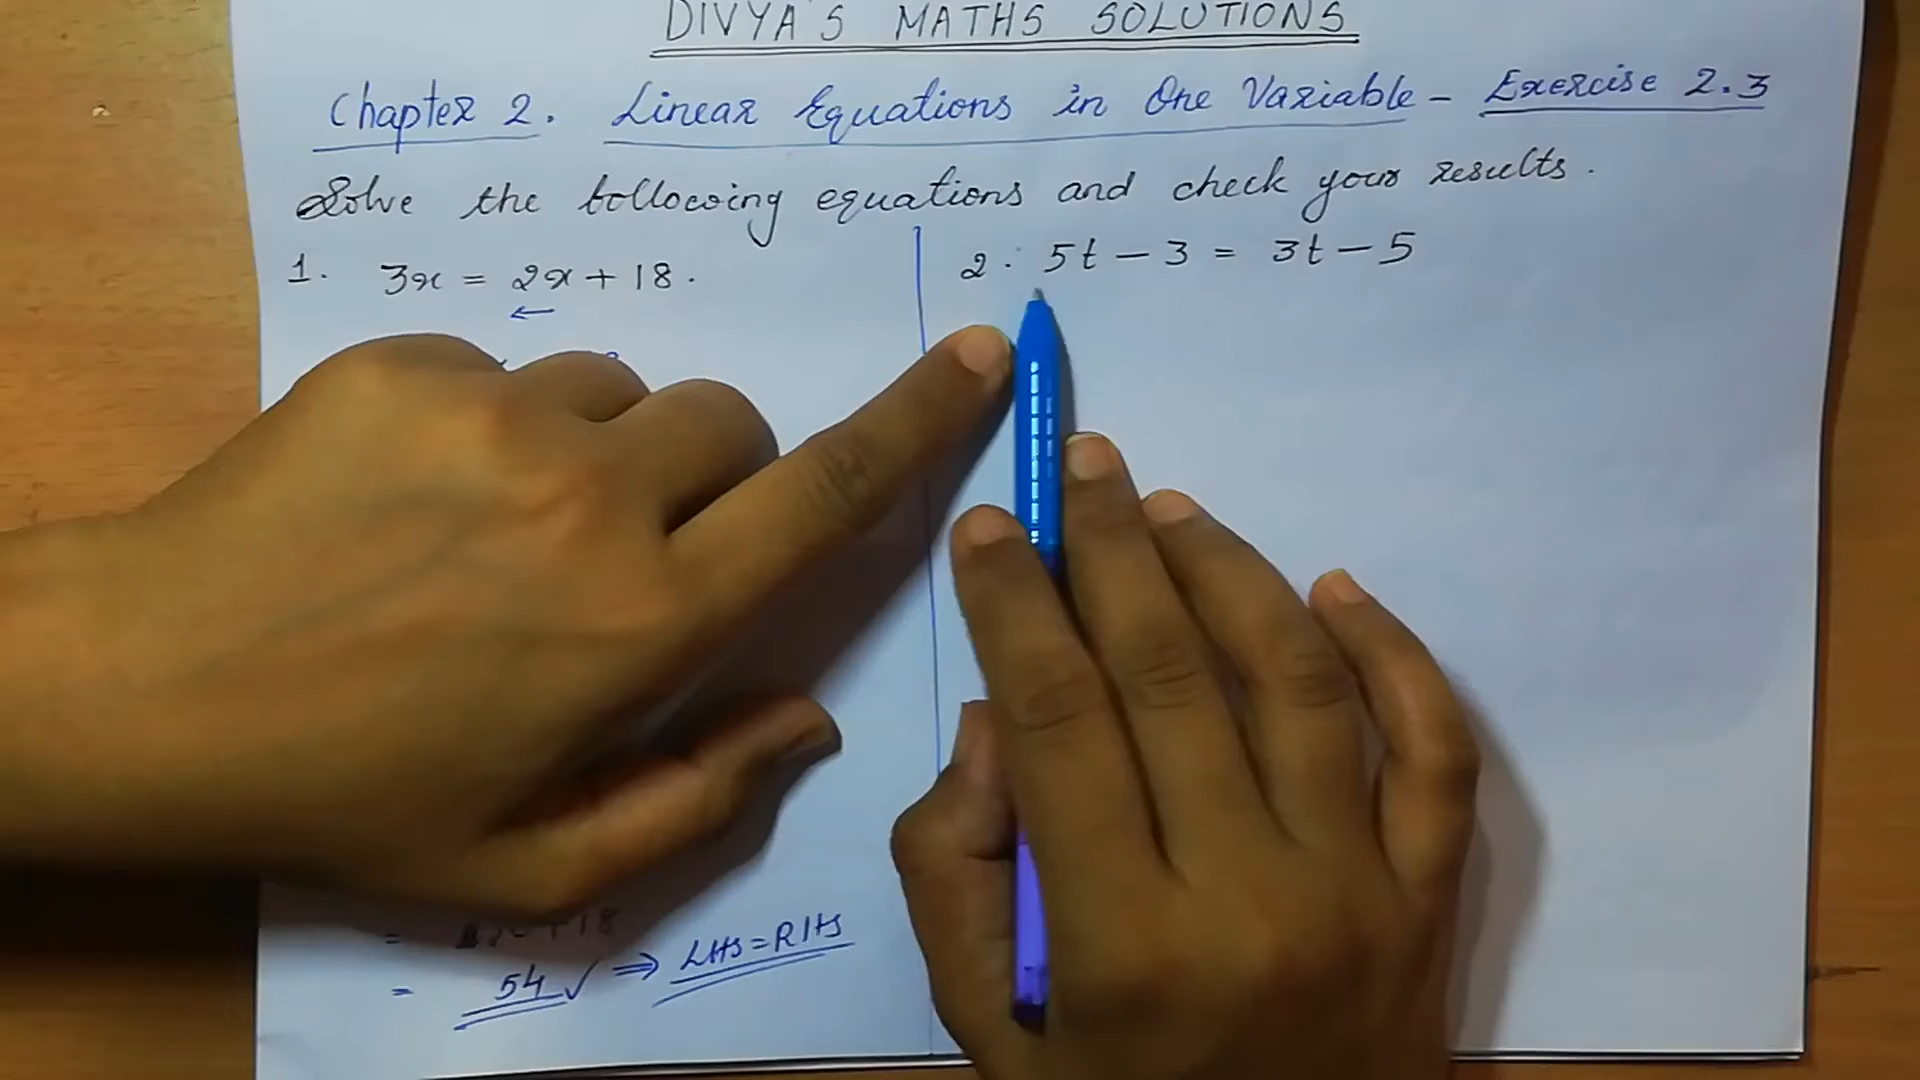 DIVYA'S MATHS SOLUTIONS
Chapter 2. Linear Equations in One Variable - Exercise 2.3
Solve the following equations and check your results.
1. 3x = 2x + 18.
←
2. 5t - 3 = 3t - 5
= 54 ✓ ⇒ LHS = RHS